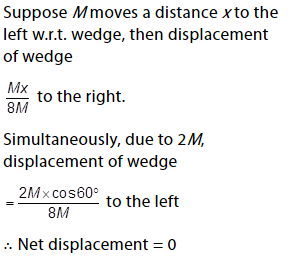 Suppose M moves a distance x to the
left w.r.t. wedge, then displacement
of wedge
Mx/8M to the right.
Simultaneously, due to 2M,
displacement of wedge
= 2M×cos60°/8M to the left
∴ Net displacement = 0